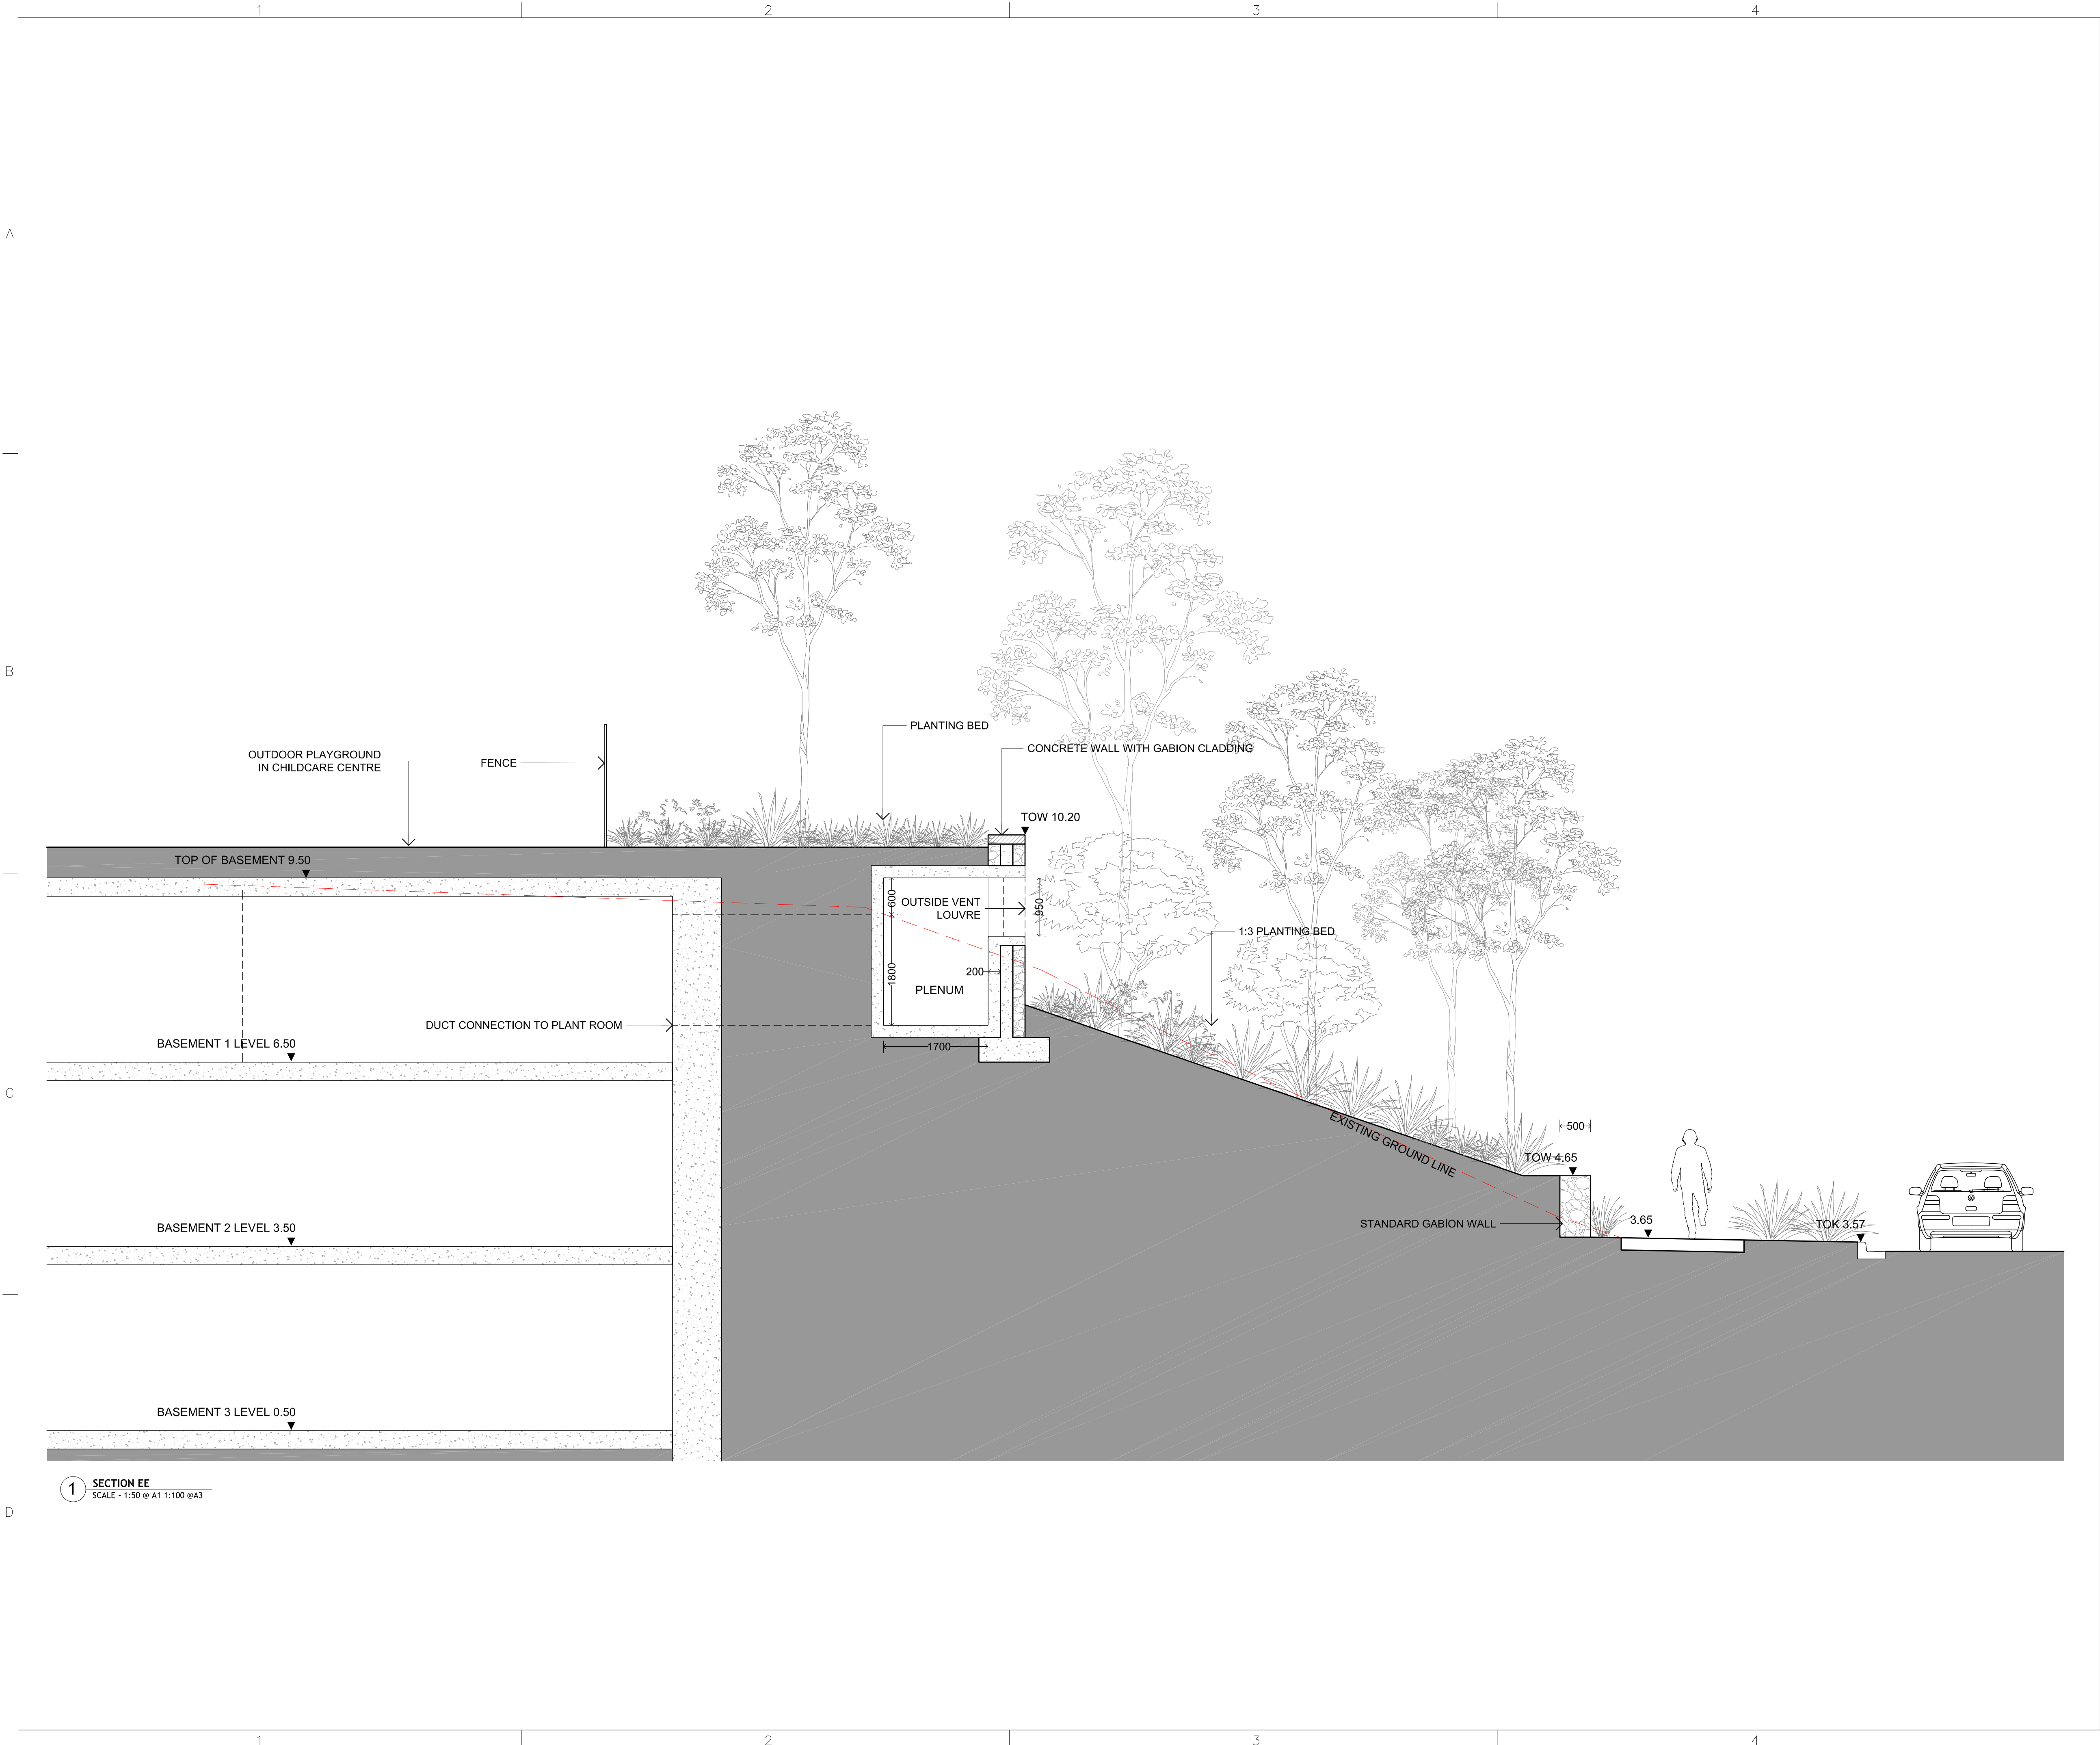 1 2 3 4
A
B
C
D
PLANTING BED
CONCRETE WALL WITH GABION CLADDING
OUTDOOR PLAYGROUND
IN CHILDCARE CENTRE
FENCE
TOW 10.20
TOP OF BASEMENT 9.50
600
OUTSIDE VENT
LOUVRE
950
1:3 PLANTING BED
1800
200
PLENUM
DUCT CONNECTION TO PLANT ROOM
BASEMENT 1 LEVEL 6.50
1700
EXISTING GROUND LINE
500
TOW 4.65
STANDARD GABION WALL
3.65
TOK 3.57
BASEMENT 2 LEVEL 3.50
BASEMENT 3 LEVEL 0.50
1 SECTION EE
SCALE - 1:50 @ A1 1:100 @A3
1 2 3 4